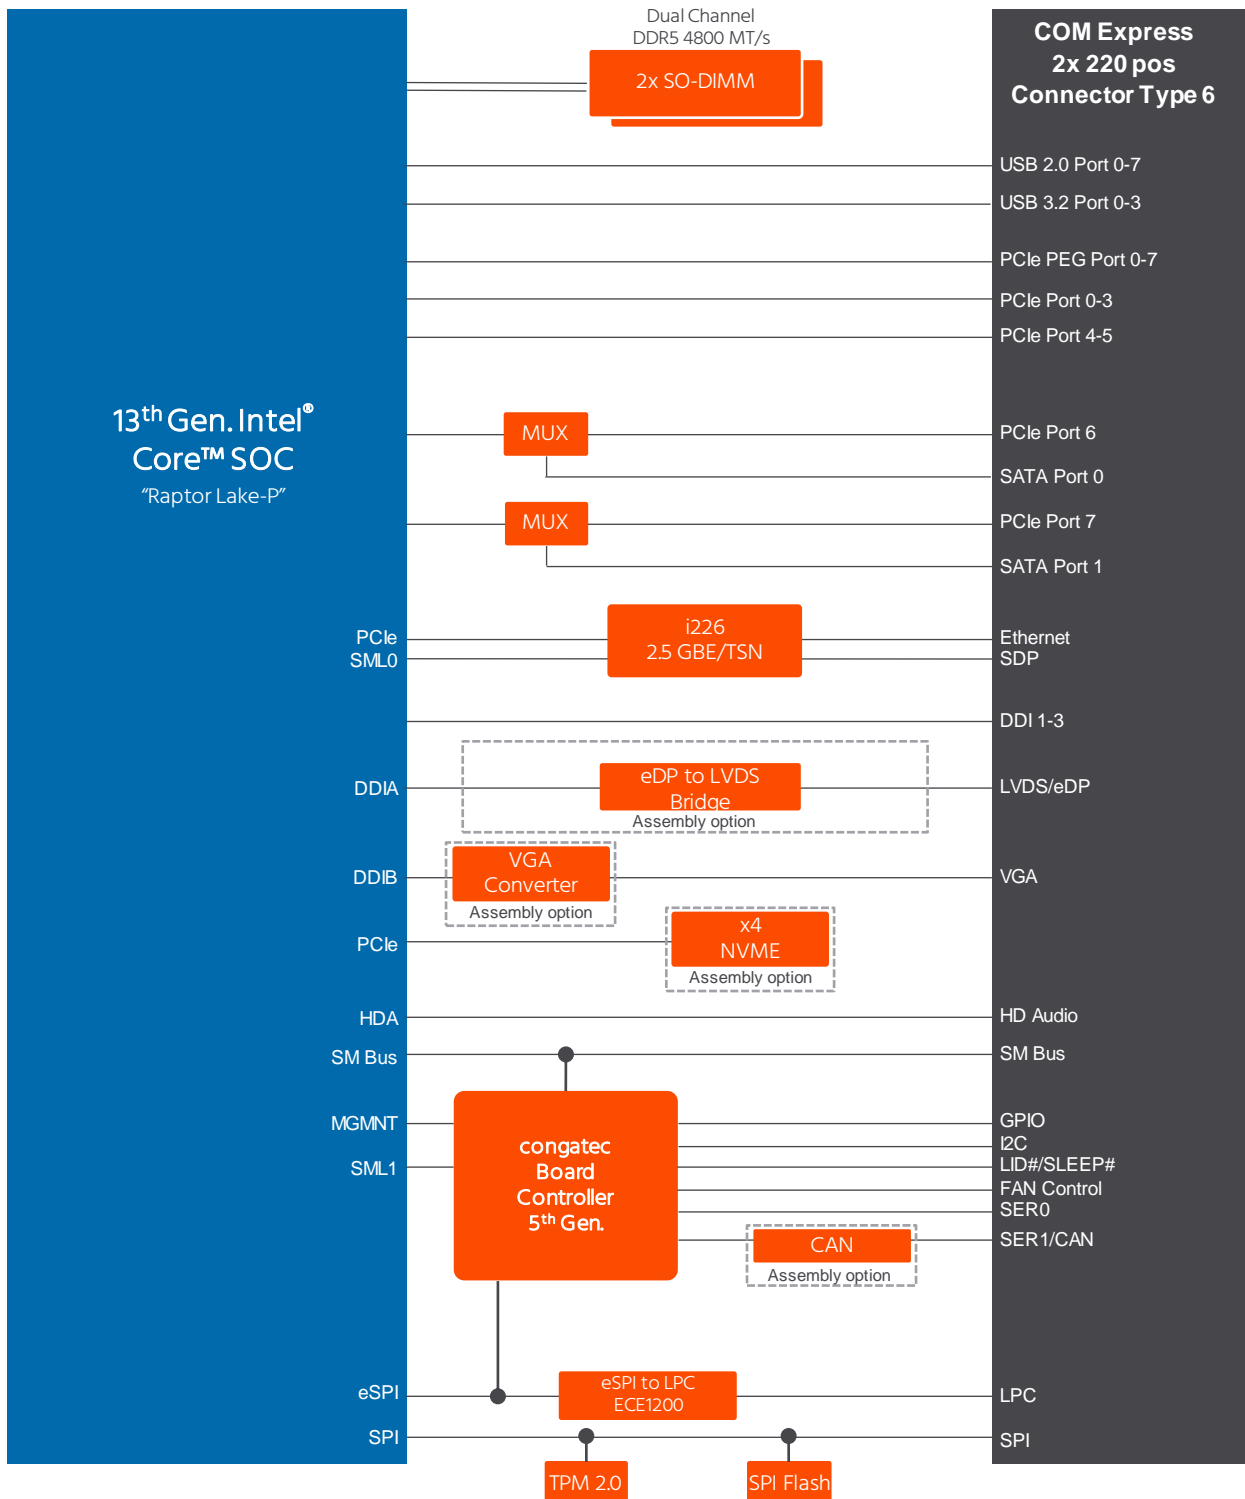 Dual Channel
DDR5 4800 MT/s
2x SO-DIMM
COM Express
2x 220 pos
Connector Type 6
USB 2.0 Port 0-7
USB 3.2 Port 0-3
PCIe PEG Port 0-7
PCIe Port 0-3
PCIe Port 4-5
13th Gen. Intel®
Core™ SOC
“Raptor Lake-P”
MUX
PCIe Port 6
SATA Port 0
MUX
PCIe Port 7
SATA Port 1
PCIe
SML0
i226
2.5 GBE/TSN
Ethernet
SDP
DDI 1-3
DDIA
eDP to LVDS
Bridge
Assembly option
LVDS/eDP
DDIB
VGA
Converter
Assembly option
VGA
PCIe
x4
NVME
Assembly option
HDA
HD Audio
SM Bus
SM Bus
MGMNT
SML1
congatec
Board
Controller
5th Gen.
GPIO
I2C
LID#/SLEEP#
FAN Control
SER0
SER1/CAN
CAN
Assembly option
eSPI
eSPI to LPC
ECE1200
LPC
SPI
SPI
TPM 2.0
SPI Flash